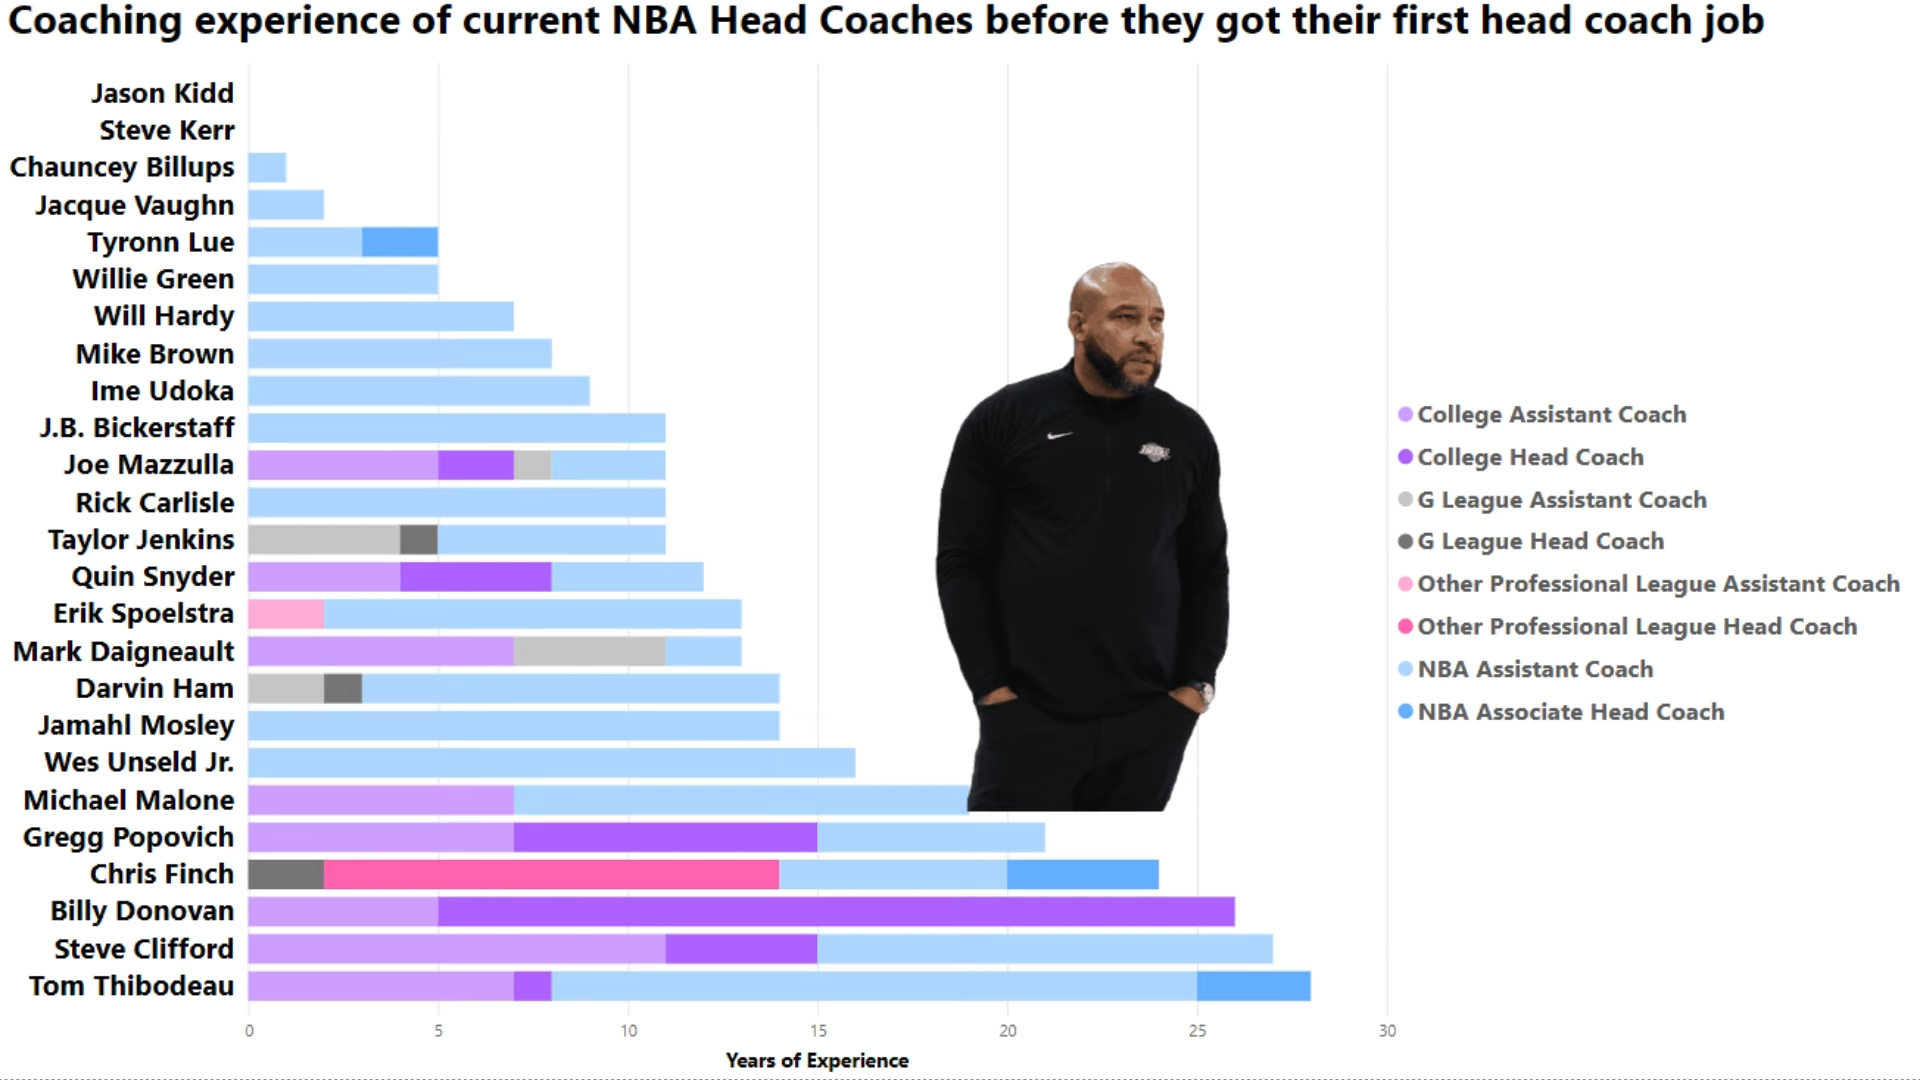 Coaching experience of current NBA Head Coaches before they got their first head coach job
Jason Kidd
Steve Kerr
Chauncey Billups
Jacque Vaughn
Tyronn Lue
Willie Green
Will Hardy
Mike Brown
Ime Udoka
J.B. Bickerstaff
Joe Mazzulla
Rick Carlisle
Taylor Jenkins
Quin Snyder
Erik Spoelstra
Mark Daigneault
Darvin Ham
Jamahl Mosley
Wes Unseld Jr.
Michael Malone
Gregg Popovich
Chris Finch
Billy Donovan
Steve Clifford
Tom Thibodeau
0 5 10 15 20 25 30
Years of Experience
College Assistant Coach
College Head Coach
G League Assistant Coach
G League Head Coach
Other Professional League Assistant Coach
Other Professional League Head Coach
NBA Assistant Coach
NBA Associate Head Coach